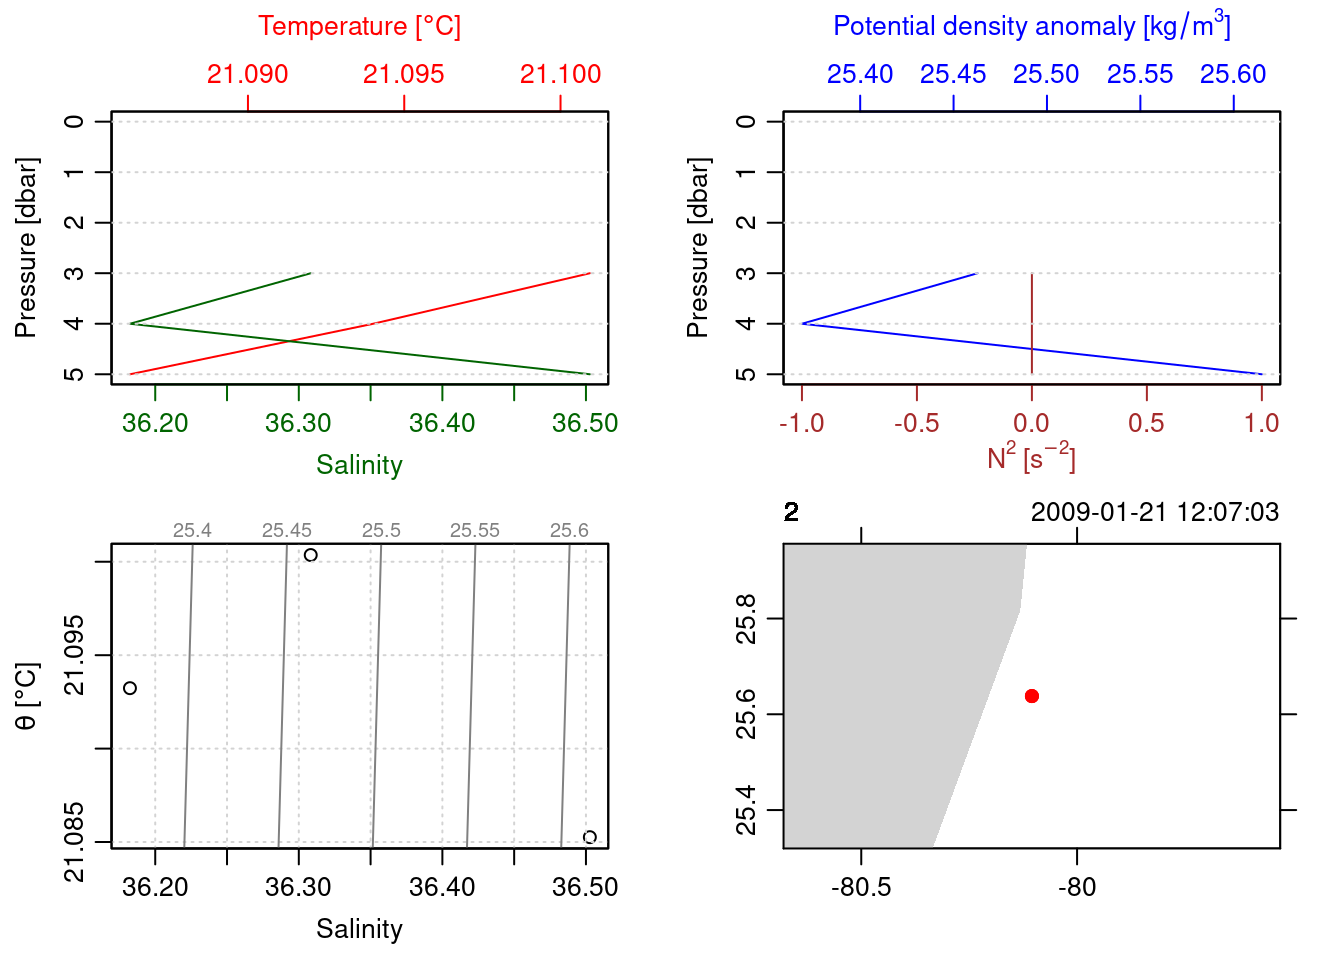 Temperature [°C]
21.090 21.095 21.100
0
1
2
3
4
5
Pressure [dbar]
36.20 36.30 36.40 36.50
Salinity
Potential density anomaly [kg/m³]
25.40 25.45 25.50 25.55 25.60
0
1
2
3
4
5
Pressure [dbar]
-1.0 -0.5 0.0 0.5 1.0
N² [s⁻²]
25.4 25.45 25.5 25.55 25.6
21.095
21.085
θ [°C]
36.20 36.30 36.40 36.50
Salinity
2 2009-01-21 12:07:03
25.8
25.6
25.4
-80.5 -80